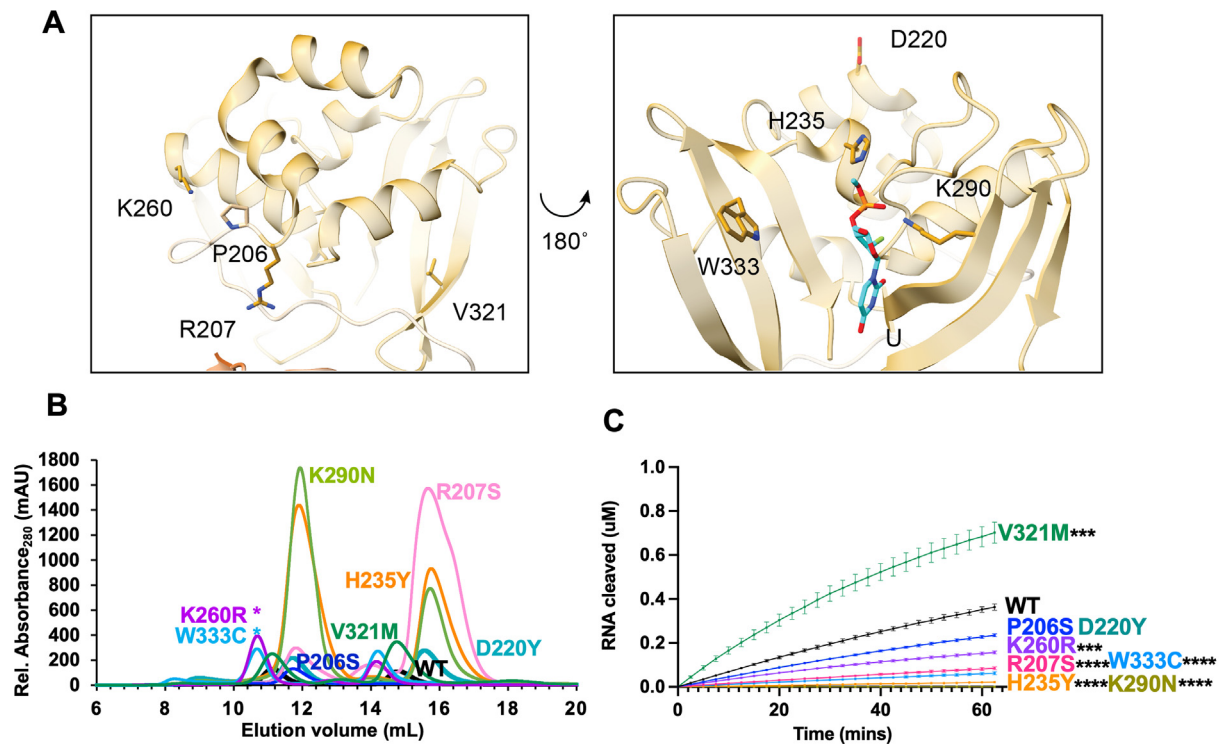 A
K260
P206
R207
V321
180°
D220
H235
K290
W333
U
B
Rel. Absorbance280 (mAU)
1800
1600
1400
1200
1000
800
600
400
200
0
K290N
R207S
H235Y
K260R *
W333C *
V321M
P206S
WT
D220Y
6 8 10 12 14 16 18 20
Elution volume (mL)
C
RNA cleaved (uM)
1.0
0.8
0.6
0.4
0.2
0.0
V321M***
WT
P206S D220Y
K260R***
R207S**** W333C****
H235Y**** K290N****
0 20 40 60
Time (mins)